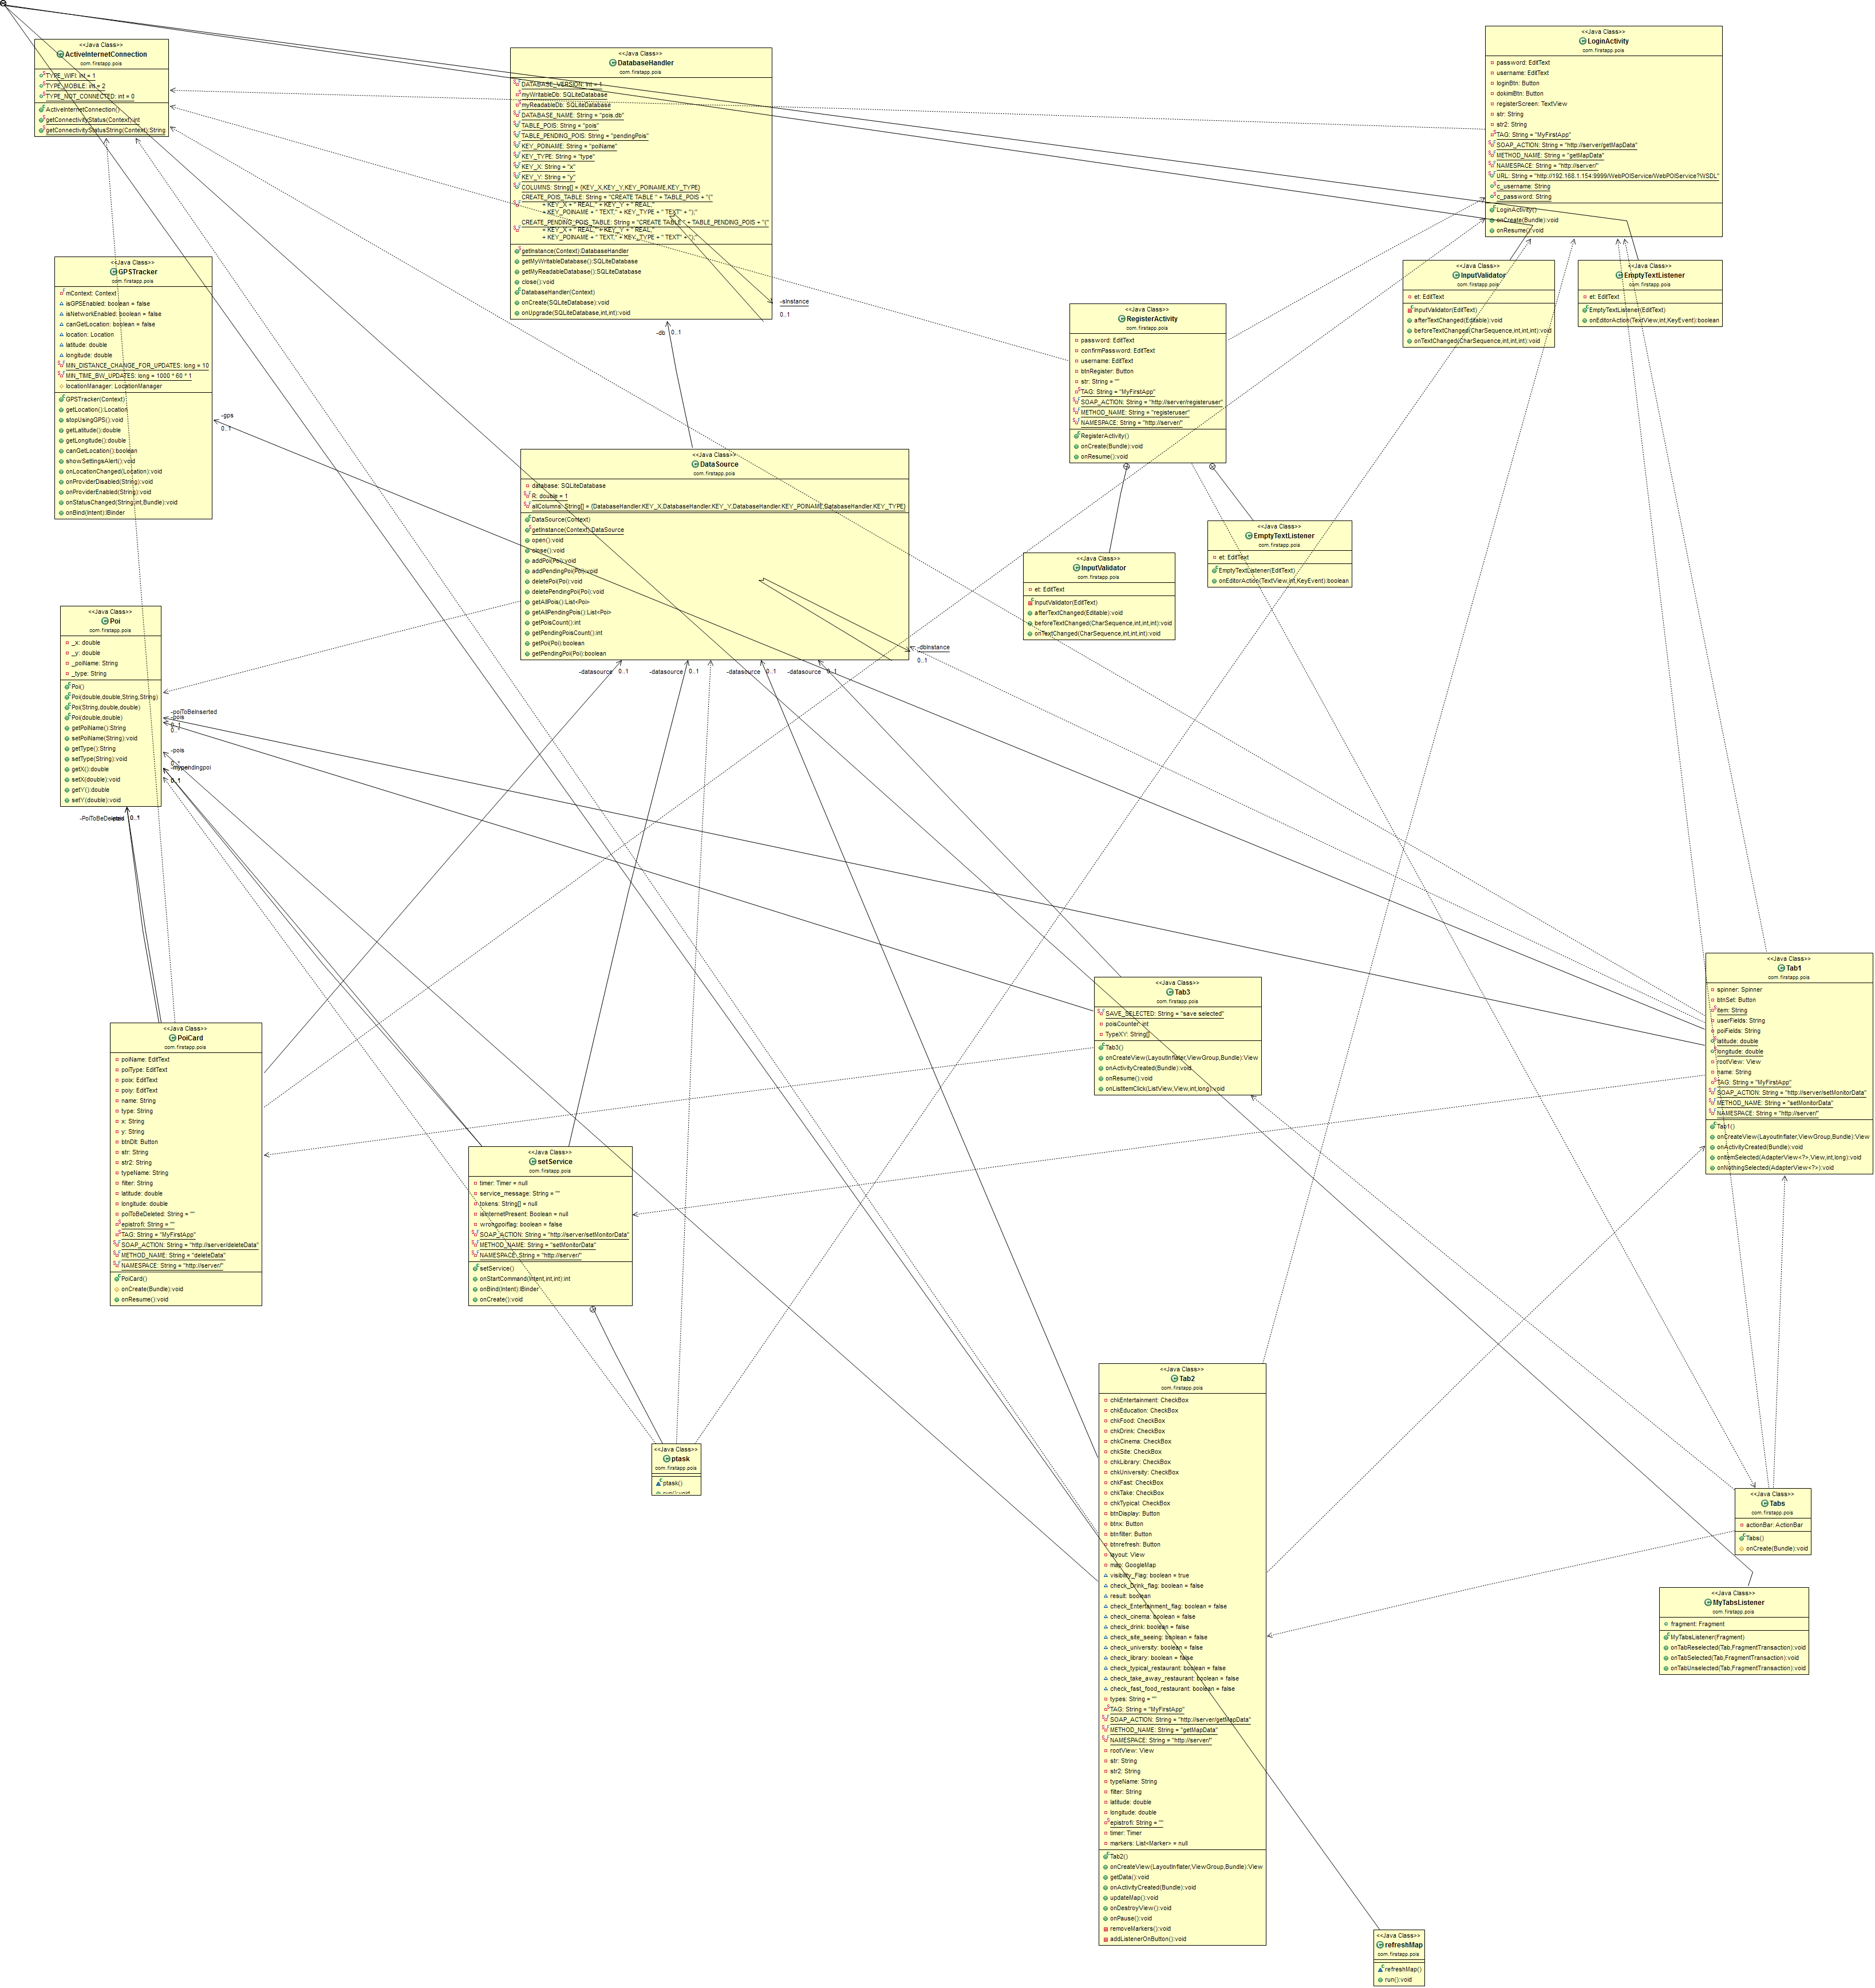 <<Java Class>>
ActiveInternetConnection
com.firstapp.pois
TYPE_WIFI: int = 1
TYPE_MOBILE: int = 2
TYPE_NOT_CONNECTED: int = 0
ActiveInternetConnection()
getConnectivityStatus(Context):int
getConnectivityStatusString(Context):String
<<Java Class>>
DatabaseHandler
com.firstapp.pois
DATABASE_VERSION: int = 1
myWritableDb: SQLiteDatabase
myReadableDb: SQLiteDatabase
DATABASE_NAME: String = "pois.db"
TABLE_POIS: String = "pois"
TABLE_PENDING_POIS: String = "pendingPois"
KEY_POINAME: String = "poiName"
KEY_TYPE: String = "type"
KEY_X: String = "x"
KEY_Y: String = "y"
COLUMNS: String[] = {KEY_X,KEY_Y,KEY_POINAME,KEY_TYPE}
CREATE_POIS_TABLE: String = "CREATE TABLE " + TABLE_POIS + "("
+ KEY_X + " REAL," + KEY_Y + " REAL,"
+ KEY_POINAME + " TEXT," + KEY_TYPE + " TEXT" + ");"
CREATE_PENDING_POIS_TABLE: String = "CREATE TABLE " + TABLE_PENDING_POIS + "("
+ KEY_X + " REAL," + KEY_Y + " REAL,"
+ KEY_POINAME + " TEXT," + KEY_TYPE + " TEXT" + ");"
getInstance(Context):DatabaseHandler
getMyWritableDatabase():SQLiteDatabase
getMyReadableDatabase():SQLiteDatabase
close():void
DatabaseHandler(Context)
onCreate(SQLiteDatabase):void
onUpgrade(SQLiteDatabase,int,int):void
-sInstance
0..1
-db 0..1
<<Java Class>>
LoginActivity
com.firstapp.pois
password: EditText
username: EditText
loginBtn: Button
dokimiBtn: Button
registerScreen: TextView
str: String
str2: String
TAG: String = "MyFirstApp"
SOAP_ACTION: String = "http://server/getMapData"
METHOD_NAME: String = "getMapData"
NAMESPACE: String = "http://server/"
URL: String = "http://192.168.1.154:9999/WebPOIService/WebPOIService?WSDL"
c_username: String
c_password: String
LoginActivity()
onCreate(Bundle):void
onResume():void
<<Java Class>>
InputValidator
com.firstapp.pois
et: EditText
InputValidator(EditText)
afterTextChanged(Editable):void
beforeTextChanged(CharSequence,int,int,int):void
onTextChanged(CharSequence,int,int,int):void
<<Java Class>>
EmptyTextListener
com.firstapp.pois
et: EditText
EmptyTextListener(EditText)
onEditorAction(TextView,int,KeyEvent):boolean
<<Java Class>>
GPSTracker
com.firstapp.pois
mContext: Context
isGPSEnabled: boolean = false
isNetworkEnabled: boolean = false
canGetLocation: boolean = false
location: Location
latitude: double
longitude: double
MIN_DISTANCE_CHANGE_FOR_UPDATES: long = 10
MIN_TIME_BW_UPDATES: long = 1000 * 60 * 1
locationManager: LocationManager
GPSTracker(Context)
getLocation():Location
stopUsingGPS():void
getLatitude():double
getLongitude():double
canGetLocation():boolean
showSettingsAlert():void
onLocationChanged(Location):void
onProviderDisabled(String):void
onProviderEnabled(String):void
onStatusChanged(String,int,Bundle):void
onBind(Intent):IBinder
-gps
0..1
<<Java Class>>
RegisterActivity
com.firstapp.pois
password: EditText
confirmPassword: EditText
username: EditText
btnRegister: Button
str: String = ""
TAG: String = "MyFirstApp"
SOAP_ACTION: String = "http://server/registeruser"
METHOD_NAME: String = "registeruser"
NAMESPACE: String = "http://server/"
RegisterActivity()
onCreate(Bundle):void
onResume():void
<<Java Class>>
DataSource
com.firstapp.pois
database: SQLiteDatabase
R: double = 1
allColumns: String[] = {DatabaseHandler.KEY_X,DatabaseHandler.KEY_Y,DatabaseHandler.KEY_POINAME,DatabaseHandler.KEY_TYPE}
DataSource(Context)
getInstance(Context):DataSource
open():void
close():void
addPoi(Poi):void
addPendingPoi(Poi):void
deletePoi(Poi):void
deletePendingPoi(Poi):void
getAllPois():List<Poi>
getAllPendingPois():List<Poi>
getPoisCount():int
getPendingPoisCount():int
getPoi(Poi):boolean
getPendingPoi(Poi):boolean
-dbInstance
0..1
-datasource 0..1
-datasource 0..1
-datasource 0..1
-datasource 0..1
<<Java Class>>
EmptyTextListener
com.firstapp.pois
et: EditText
EmptyTextListener(EditText)
onEditorAction(TextView,int,KeyEvent):boolean
<<Java Class>>
InputValidator
com.firstapp.pois
et: EditText
InputValidator(EditText)
afterTextChanged(Editable):void
beforeTextChanged(CharSequence,int,int,int):void
onTextChanged(CharSequence,int,int,int):void
<<Java Class>>
Poi
com.firstapp.pois
_x: double
_y: double
_poiName: String
_type: String
Poi()
Poi(double,double,String,String)
Poi(String,double,double)
Poi(double,double)
getPoiName():String
setPoiName(String):void
getType():String
setType(String):void
getX():double
setX(double):void
getY():double
setY(double):void
-poiToBeInserted
-pois
0..1
-pois
-mypendingpoi
0..1
-PoiToBeDeleted 0..1
<<Java Class>>
Tab1
com.firstapp.pois
spinner: Spinner
btnSet: Button
item: String
userFields: String
poiFields: String
latitude: double
longitude: double
rootView: View
name: String
TAG: String = "MyFirstApp"
SOAP_ACTION: String = "http://server/setMonitorData"
METHOD_NAME: String = "setMonitorData"
NAMESPACE: String = "http://server/"
Tab1()
onCreateView(LayoutInflater,ViewGroup,Bundle):View
onActivityCreated(Bundle):void
onItemSelected(AdapterView<?>,View,int,long):void
onNothingSelected(AdapterView<?>):void
<<Java Class>>
Tab3
com.firstapp.pois
SAVE_SELECTED: String = "save selected"
poisCounter: int
TypeXY: String[]
Tab3()
onCreateView(LayoutInflater,ViewGroup,Bundle):View
onActivityCreated(Bundle):void
onResume():void
onListItemClick(ListView,View,int,long):void
<<Java Class>>
PoiCard
com.firstapp.pois
poiName: EditText
poiType: EditText
poix: EditText
poiy: EditText
name: String
type: String
x: String
y: String
btnDlt: Button
str: String
str2: String
typeName: String
filter: String
latitude: double
longitude: double
poiToBeDeleted: String = ""
epistrofi: String = ""
TAG: String = "MyFirstApp"
SOAP_ACTION: String = "http://server/deleteData"
METHOD_NAME: String = "deleteData"
NAMESPACE: String = "http://server/"
PoiCard()
onCreate(Bundle):void
onResume():void
<<Java Class>>
setService
com.firstapp.pois
timer: Timer = null
service_message: String = ""
tokens: String[] = null
isInternetPresent: Boolean = null
wrongpoiflag: boolean = false
SOAP_ACTION: String = "http://server/setMonitorData"
METHOD_NAME: String = "setMonitorData"
NAMESPACE: String = "http://server/"
setService()
onStartCommand(Intent,int,int):int
onBind(Intent):IBinder
onCreate():void
<<Java Class>>
ptask
com.firstapp.pois
ptask()
run():void
<<Java Class>>
Tab2
com.firstapp.pois
chkEntertainment: CheckBox
chkEducation: CheckBox
chkFood: CheckBox
chkDrink: CheckBox
chkCinema: CheckBox
chkSite: CheckBox
chkLibrary: CheckBox
chkUniversity: CheckBox
chkFast: CheckBox
chkTake: CheckBox
chkTypical: CheckBox
btnDisplay: Button
btnx: Button
btnfilter: Button
btnrefresh: Button
layout: View
map: GoogleMap
visibility_Flag: boolean = true
check_Drink_flag: boolean = false
result: boolean
check_Entertainment_flag: boolean = false
check_cinema: boolean = false
check_drink: boolean = false
check_site_seeing: boolean = false
check_university: boolean = false
check_library: boolean = false
check_typical_restaurant: boolean = false
check_take_away_restaurant: boolean = false
check_fast_food_restaurant: boolean = false
types: String = ""
TAG: String = "MyFirstApp"
SOAP_ACTION: String = "http://server/getMapData"
METHOD_NAME: String = "getMapData"
NAMESPACE: String = "http://server/"
rootView: View
str: String
str2: String
typeName: String
filter: String
latitude: double
longitude: double
epistrofi: String = ""
timer: Timer
markers: List<Marker> = null
Tab2()
onCreateView(LayoutInflater,ViewGroup,Bundle):View
getData():void
onActivityCreated(Bundle):void
updateMap():void
onDestroyView():void
onPause():void
removeMarkers():void
addListenerOnButton():void
<<Java Class>>
Tabs
com.firstapp.pois
actionBar: ActionBar
Tabs()
onCreate(Bundle):void
<<Java Class>>
MyTabsListener
com.firstapp.pois
fragment: Fragment
MyTabsListener(Fragment)
onTabReselected(Tab,FragmentTransaction):void
onTabSelected(Tab,FragmentTransaction):void
onTabUnselected(Tab,FragmentTransaction):void
<<Java Class>>
refreshMap
com.firstapp.pois
refreshMap()
run():void